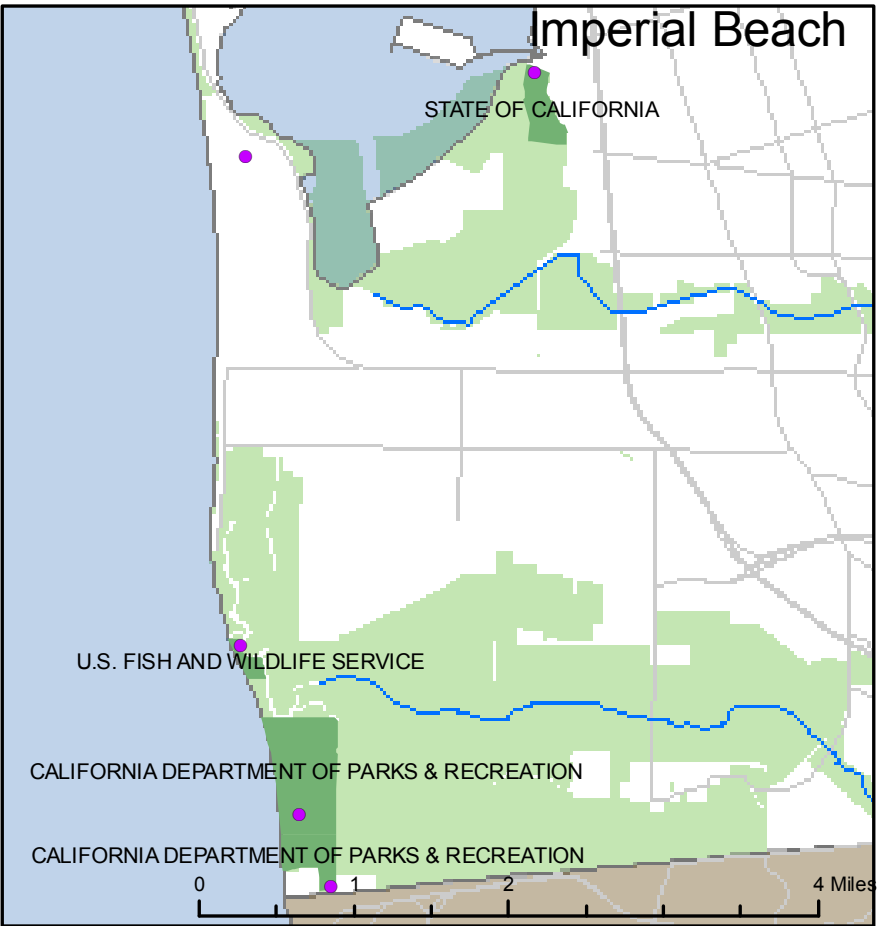 Imperial Beach
STATE OF CALIFORNIA
U.S. FISH AND WILDLIFE SERVICE
CALIFORNIA DEPARTMENT OF PARKS & RECREATION
CALIFORNIA DEPARTMENT OF PARKS & RECREATION
0 1 2 4 Miles